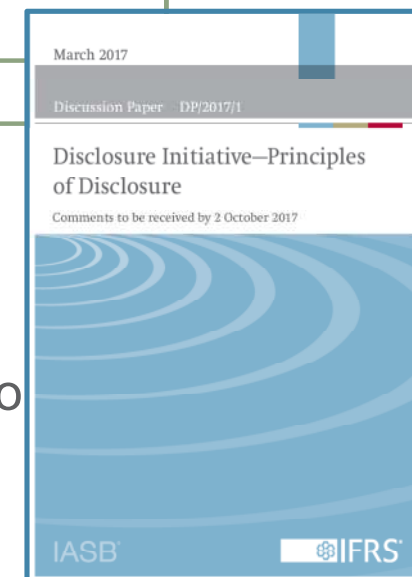 March 2017
Discussion Paper DP/2017/1
Disclosure Initiative—Principles
of Disclosure
Comments to be received by 2 October 2017
o
IASB®
IFRS®